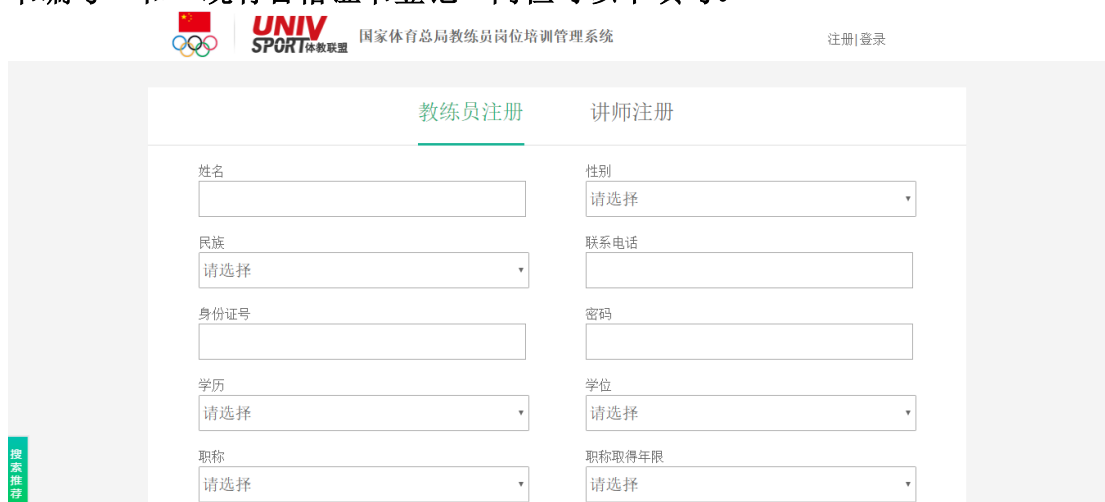 UNIV
SPORT体教联盟
国家体育总局教练员岗位培训管理系统
注册|登录
教练员注册 讲师注册
姓名 性别
请选择
民族 联系电话
请选择
身份证号 密码
学历 学位
请选择 请选择
职称 职称取得年限
请选择 请选择
搜索推荐